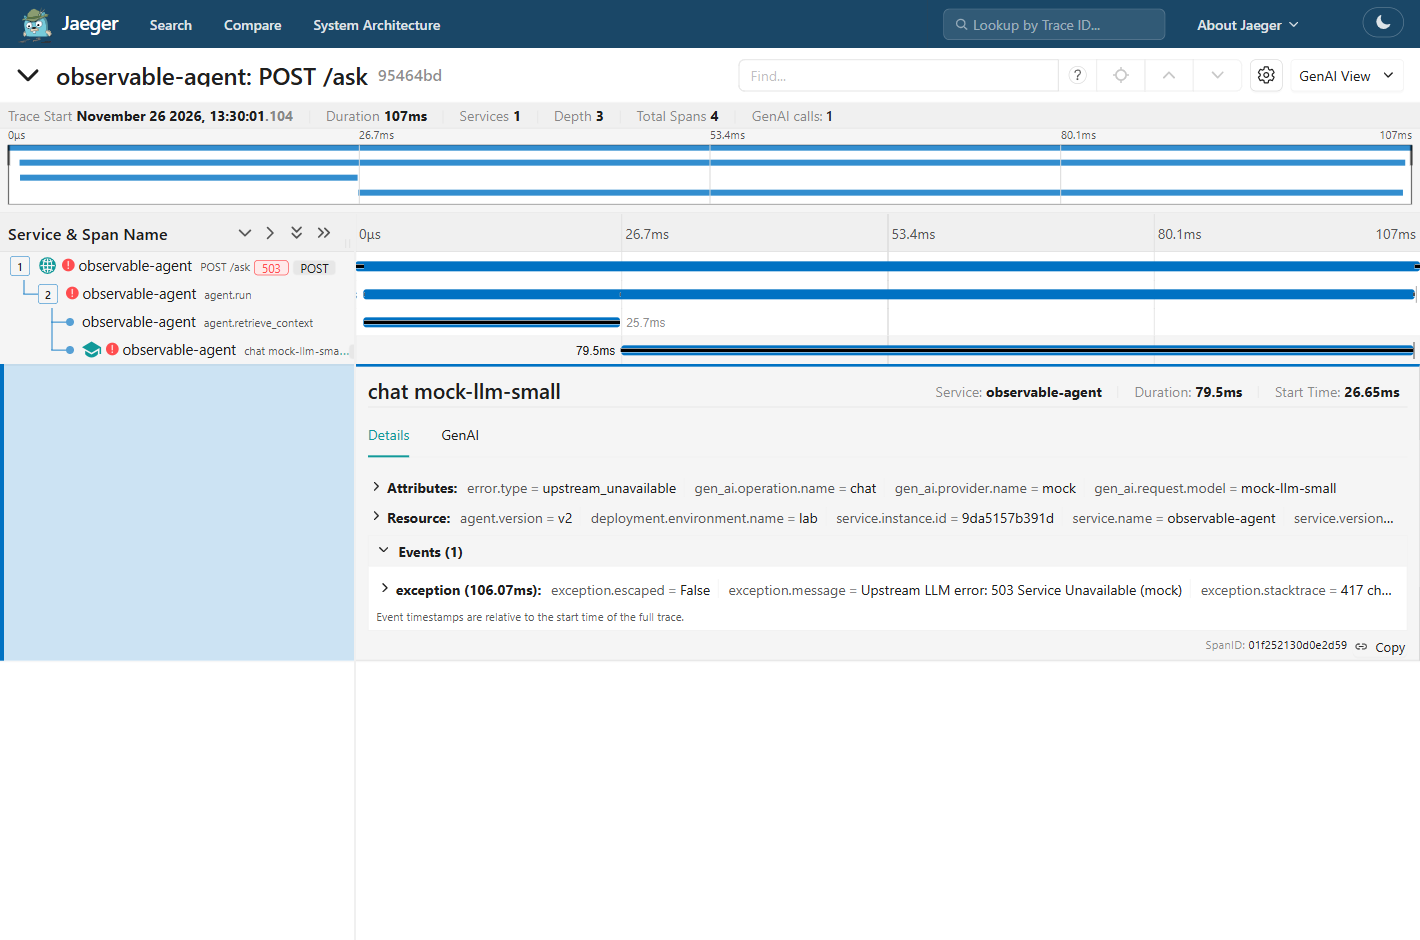 Jaeger Search Compare System Architecture Lookup by Trace ID... About Jaeger
observable-agent: POST /ask 95464bd Find... ? GenAI View
Trace Start November 26 2026, 13:30:01.104 Duration 107ms Services 1 Depth 3 Total Spans 4 GenAI calls: 1
0μs 26.7ms 53.4ms 80.1ms 107ms
Service & Span Name 0μs 26.7ms 53.4ms 80.1ms 107ms
1 observable-agent POST /ask 503 POST
2 observable-agent agent.run
observable-agent agent.retrieve_context 25.7ms
observable-agent chat mock-llm-sma... 79.5ms
chat mock-llm-small Service: observable-agent Duration: 79.5ms Start Time: 26.65ms
Details GenAI
Attributes: error.type = upstream_unavailable gen_ai.operation.name = chat gen_ai.provider.name = mock gen_ai.request.model = mock-llm-small
Resource: agent.version = v2 deployment.environment.name = lab service.instance.id = 9da5157b391d service.name = observable-agent service.version...
Events (1)
exception (106.07ms): exception.escaped = False exception.message = Upstream LLM error: 503 Service Unavailable (mock) exception.stacktrace = 417 ch...
Event timestamps are relative to the start time of the full trace.
SpanID: 01f252130d0e2d59 Copy